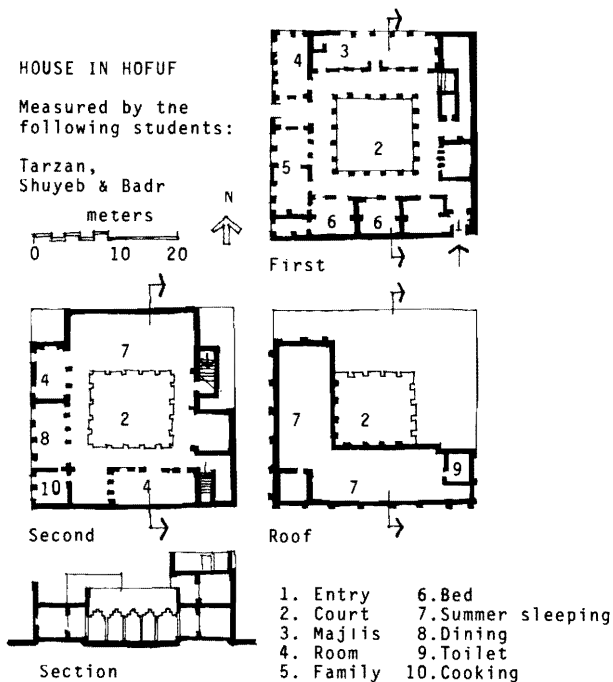 HOUSE IN HOFUF
Measured by the
following students:
Tarzan,
Shuyeb & Badr
meters
0 10 20
N
4
3
2
5
6 6 1
First
7
4
2
8
10 4
Second
7
2
9
7
Roof
Section
1. Entry
2. Court
3. Majlis
4. Room
5. Family
6.Bed
7.Summer sleeping
8.Dining
9.Toilet
10.Cooking